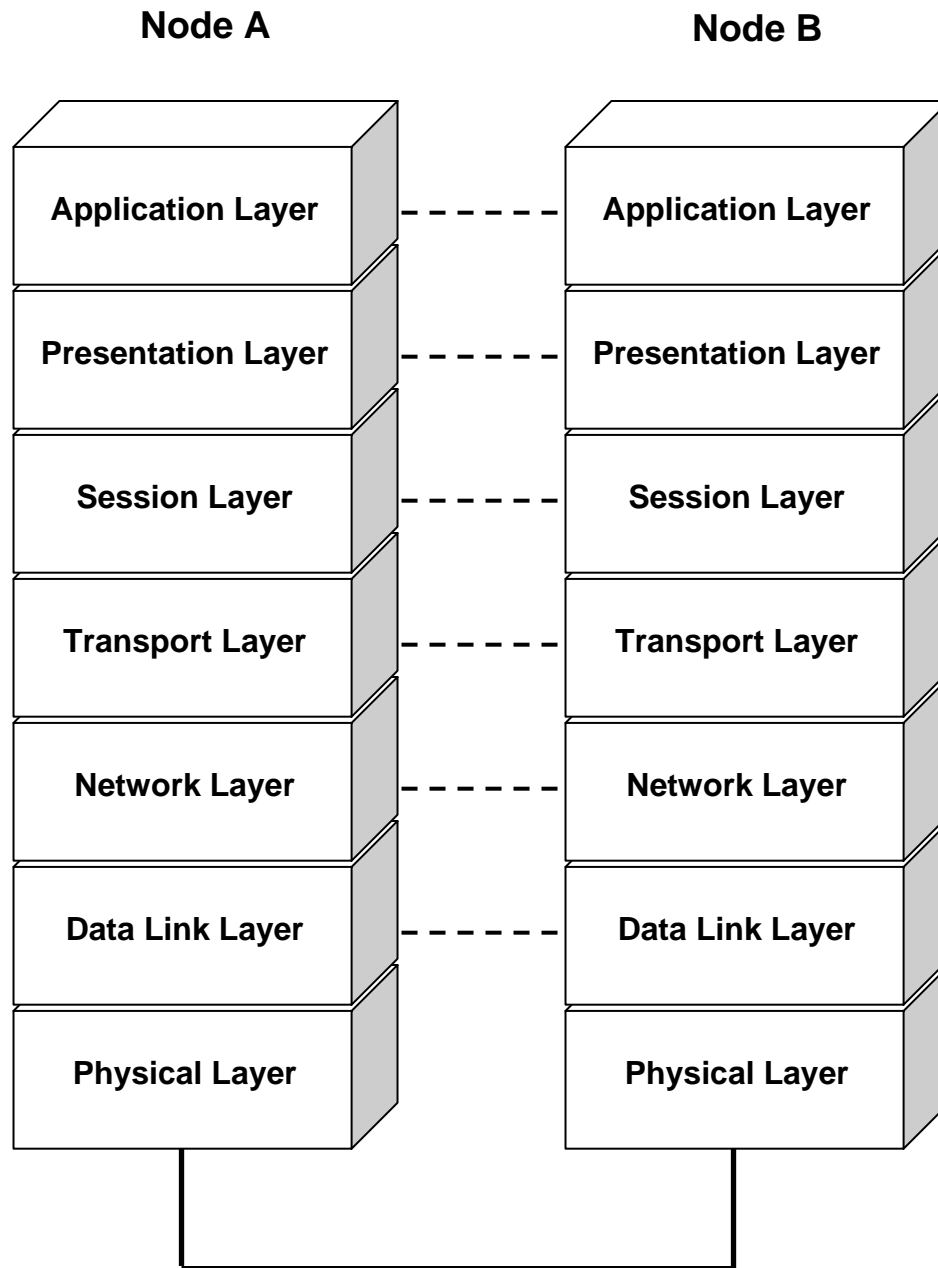 Node A
Node B
Application Layer
Application Layer
Presentation Layer
Presentation Layer
Session Layer
Session Layer
Transport Layer
Transport Layer
Network Layer
Network Layer
Data Link Layer
Data Link Layer
Physical Layer
Physical Layer